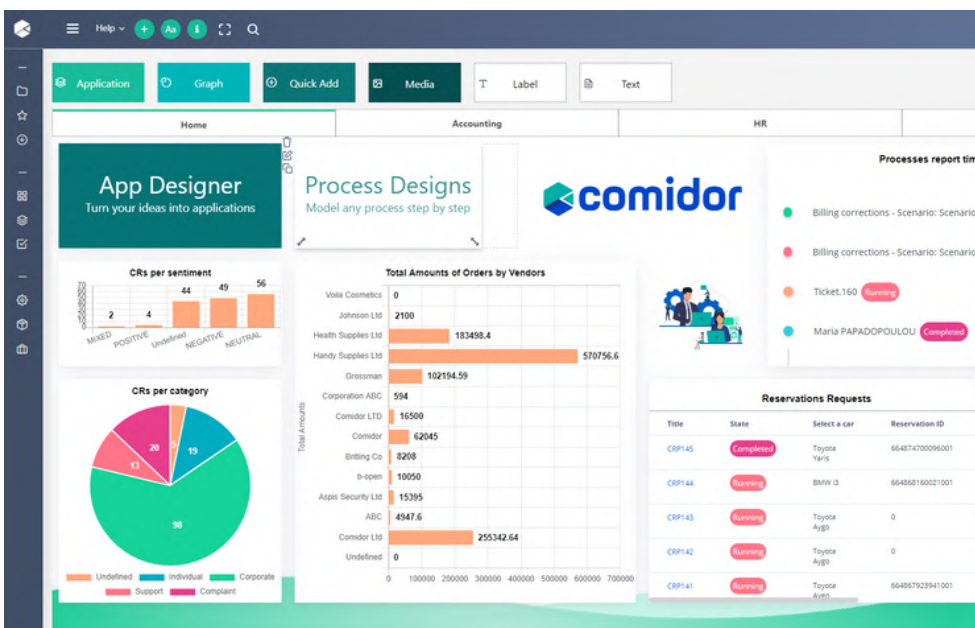 Help
Aa
Application
Graph
Quick Add
Media
T Label
Text
Home
Accounting
HR
App Designer
Turn your ideas into applications
Process Designs
Model any process step by step
comidor
Processes report tim
Billing corrections - Scenario: Scenario
Billing corrections - Scenario: Scenario
Ticket.160 Running
Maria PAPADOPOULOU Completed
CRs per sentiment
70
2
4
44
49
56
0
MIXED
POSITIVE
Undefined
NEGATIVE
NEUTRAL
Total Amounts of Orders by Vendors
Total Amounts
Voila Cosmetics 0
Johnson Ltd 2100
Health Supplies Ltd 183498.4
Handy Supplies Ltd 570756.6
Grossman 102194.59
Corporation ABC 594
Comidor LTD 16500
Comidor 62045
Britting Co 8208
b-open 10050
Aspis Security Ltd 15395
ABC 4947.6
Comidor Ltd 255342.64
Undefined 0
0 100000 200000 300000 400000 500000 600000 700000
CRs per category
5
19
98
13
20
Undefined Individual Corporate
Support Complaint
Reservations Requests
Title State Select a car Reservation ID
CRP145 Completed Toyota Yaris 664874700096001
CRP144 Running BMW i3 664868160021001
CRP143 Running Toyota Aygo 0
CRP142 Running Toyota Aygo 0
CRP141 Running Toyota Aygo 664867923941001